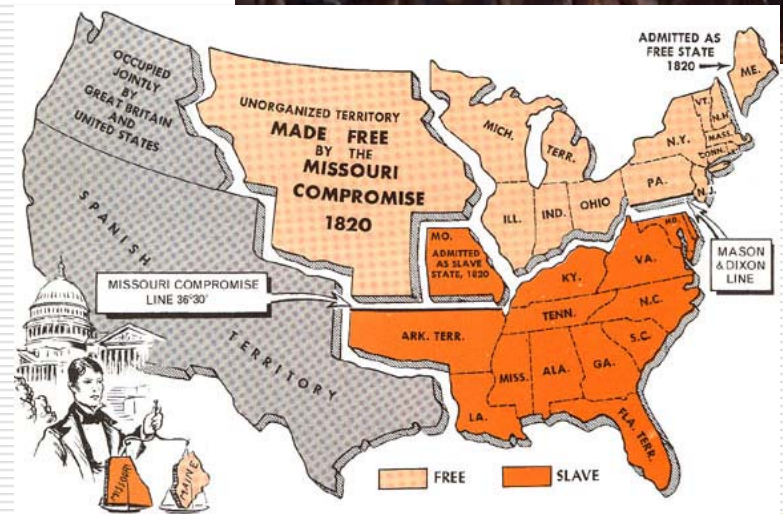 ADMITTED AS
FREE STATE
1820
ME.
OCCUPIED
JOINTLY
BY
GREAT BRITAIN
AND
UNITED STATES
UNORGANIZED TERRITORY
MADE FREE
BY THE
MISSOURI
COMPROMISE
1820
MICH.
TERR.
VT.
N.H.
MASS.
CONN.
N.Y.
PA.
N.J.
ILL.
IND.
OHIO
SPANISH
TERRITORY
MO.
ADMITTED
AS SLAVE
STATE, 1820
MD.
MASON
& DIXON
LINE
MISSOURI COMPROMISE
LINE 36°30'
KY.
VA.
TENN.
N.C.
ARK. TERR.
S.C.
MISS.
ALA.
GA.
LA.
FLA. TERR.
MISSOURI
MAINE
FREE
SLAVE